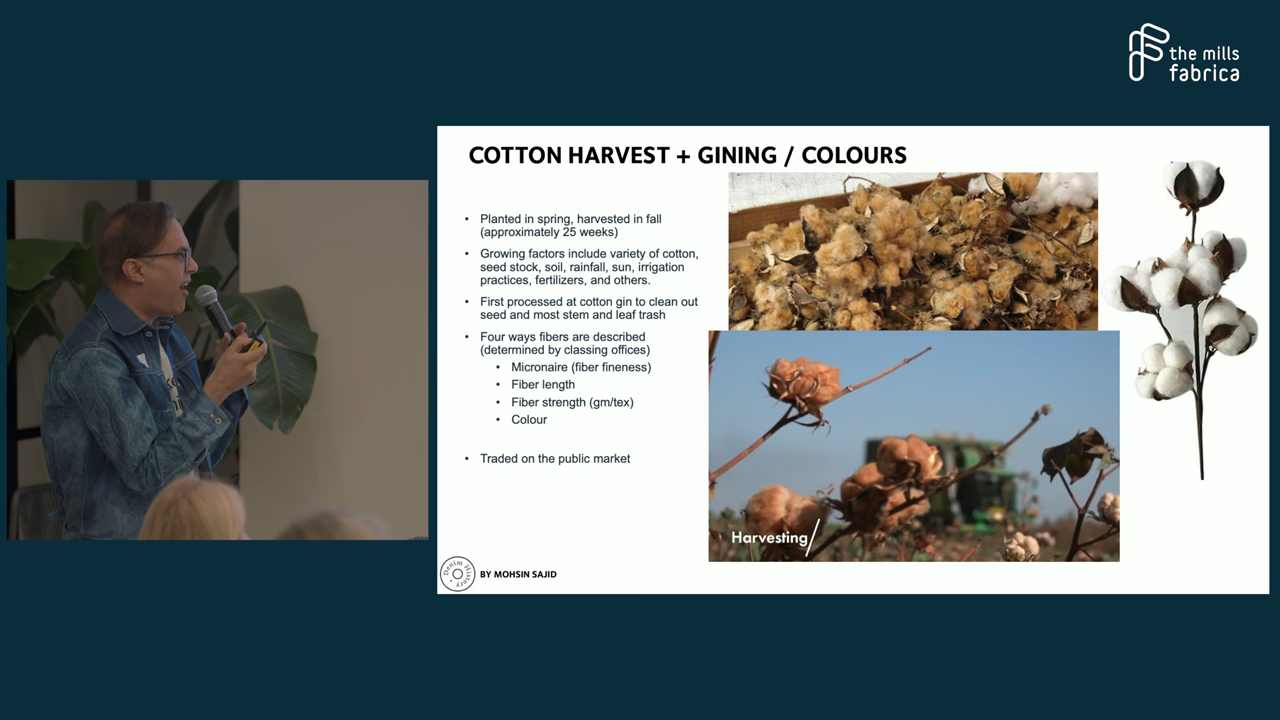 the mills
fabrica
COTTON HARVEST + GINING / COLOURS
• Planted in spring, harvested in fall
(approximately 25 weeks)
• Growing factors include variety of cotton,
seed stock, soil, rainfall, sun, irrigation
practices, fertilizers, and others.
• First processed at cotton gin to clean out
seed and most stem and leaf trash
• Four ways fibers are described
(determined by classing offices)
• Micronaire (fiber fineness)
• Fiber length
• Fiber strength (gm/tex)
• Colour
• Traded on the public market
Harvesting/
Denim History
BY MOHSIN SAJID